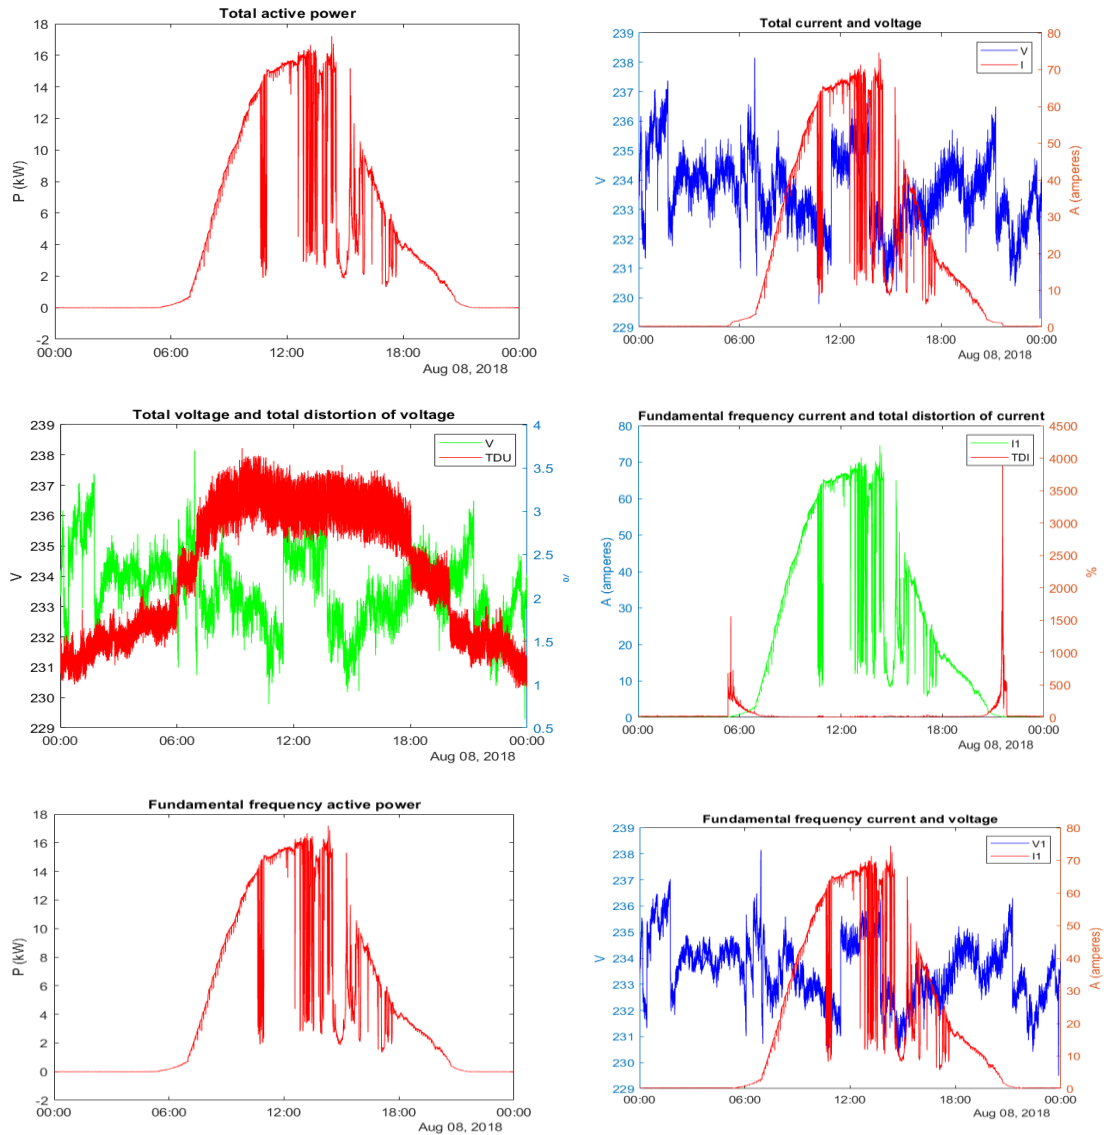 Total active power
18
16
14
12
10
8
6
4
2
0
-2
P (kW)
00:00 06:00 12:00 18:00 00:00
Aug 08, 2018
Total current and voltage
239
238
237
236
235
234
233
232
231
230
229
V
V
I
80
70
60
50
40
30
20
10
0
A (amperes)
00:00 06:00 12:00 18:00 00:00
Aug 08, 2018
Total voltage and total distortion of voltage
239
238
237
236
235
234
233
232
231
230
229
V
V
TDU
4
3.5
3
2.5
2
1.5
1
0.5
00:00 06:00 12:00 18:00 00:00
Aug 08, 2018
Fundamental frequency current and total distortion of current
80
70
60
50
40
30
20
10
0
A (amperes)
I1
TDI
4500
4000
3500
3000
2500
2000
1500
1000
500
0
%
00:00 06:00 12:00 18:00 00:00
Aug 08, 2018
Fundamental frequency active power
18
16
14
12
10
8
6
4
2
0
-2
P (kW)
00:00 06:00 12:00 18:00 00:00
Aug 08, 2018
Fundamental frequency current and voltage
239
238
237
236
235
234
233
232
231
230
229
V
V1
I1
80
70
60
50
40
30
20
10
0
A (amperes)
00:00 06:00 12:00 18:00 00:00
Aug 08, 2018